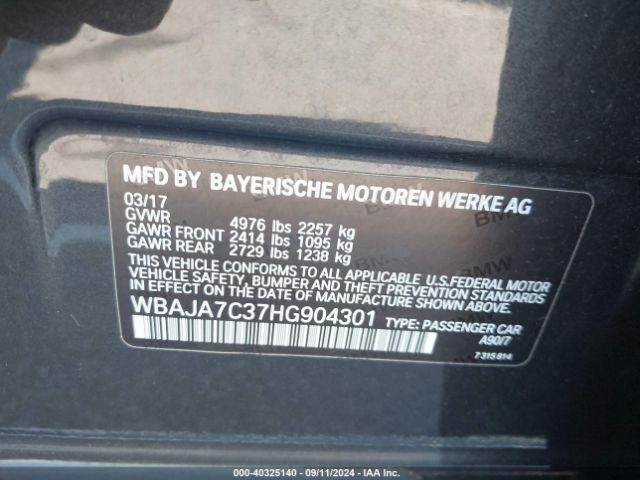 MFD BY BAYERISCHE MOTOREN WERKE AG
03/17
GVWR 4976 lbs 2257 kg
GAWR FRONT 2414 lbs 1095 kg
GAWR REAR 2729 lbs 1238 kg
THIS VEHICLE CONFORMS TO ALL APPLICABLE U.S.FEDERAL MOTOR
VEHICLE SAFETY, BUMPER AND THEFT PREVENTION STANDARDS
IN EFFECT ON THE DATE OF MANUFACTURE SHOWN ABOVE.
WBAJA7C37HG904301 TYPE: PASSENGER CAR
A90/7
7 315 814
000-40325140 - 09/11/2024 - IAA Inc.